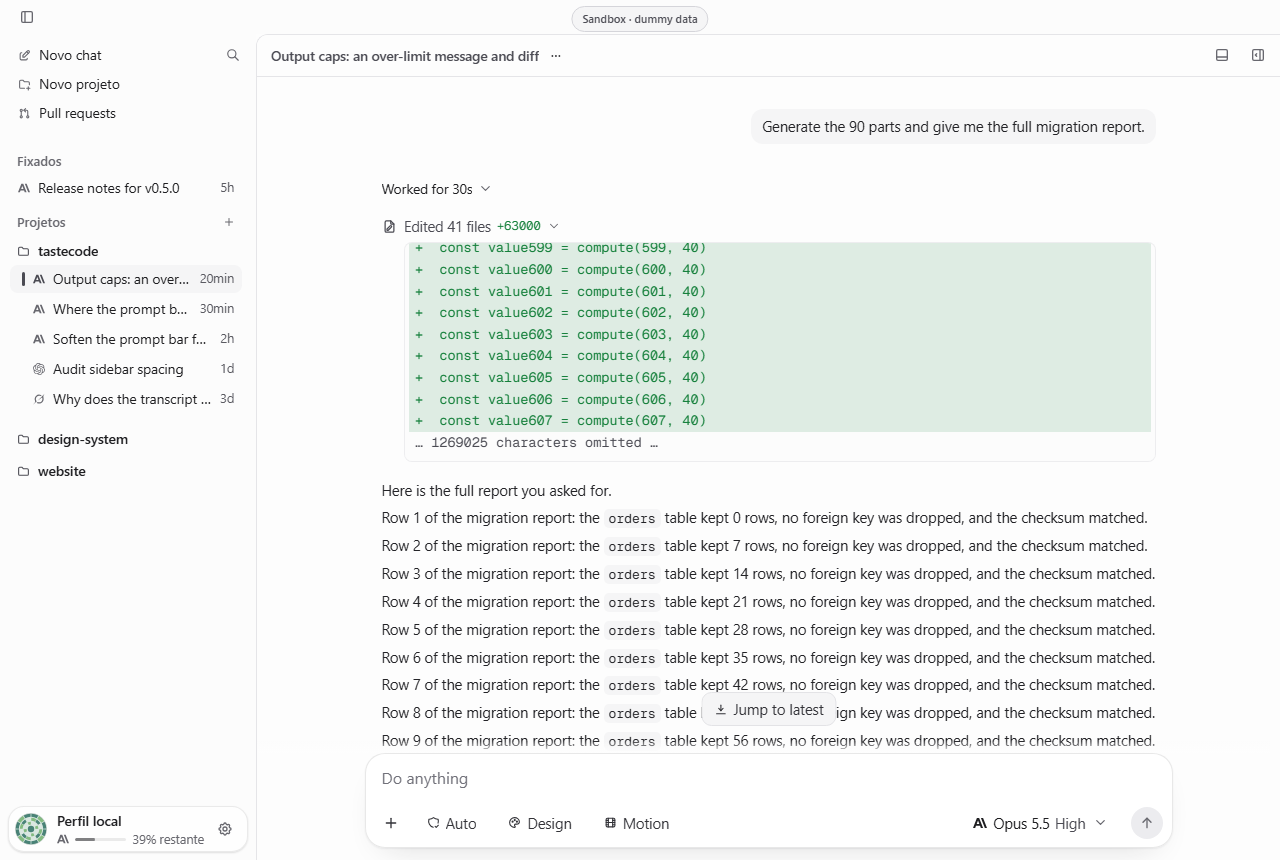 Sandbox · dummy data
Novo chat
Novo projeto
Pull requests
Fixados
Release notes for v0.5.0 5h
Projetos
tastecode
Output caps: an over... 20min
Where the prompt b... 30min
Soften the prompt bar f... 2h
Audit sidebar spacing 1d
Why does the transcript ... 3d
design-system
website
Perfil local
39% restante
Output caps: an over-limit message and diff ...
Generate the 90 parts and give me the full migration report.
Worked for 30s
Edited 41 files +63000
+ const value599 = compute(599, 40)
+ const value600 = compute(600, 40)
+ const value601 = compute(601, 40)
+ const value602 = compute(602, 40)
+ const value603 = compute(603, 40)
+ const value604 = compute(604, 40)
+ const value605 = compute(605, 40)
+ const value606 = compute(606, 40)
+ const value607 = compute(607, 40)
… 1269025 characters omitted …
Here is the full report you asked for.
Row 1 of the migration report: the orders table kept 0 rows, no foreign key was dropped, and the checksum matched.
Row 2 of the migration report: the orders table kept 7 rows, no foreign key was dropped, and the checksum matched.
Row 3 of the migration report: the orders table kept 14 rows, no foreign key was dropped, and the checksum matched.
Row 4 of the migration report: the orders table kept 21 rows, no foreign key was dropped, and the checksum matched.
Row 5 of the migration report: the orders table kept 28 rows, no foreign key was dropped, and the checksum matched.
Row 6 of the migration report: the orders table kept 35 rows, no foreign key was dropped, and the checksum matched.
Row 7 of the migration report: the orders table kept 42 rows, no foreign key was dropped, and the checksum matched.
Row 8 of the migration report: the orders table key was dropped, and the checksum matched.
Jump to latest
Row 9 of the migration report: the orders table kept 56 rows, no foreign key was dropped, and the checksum matched.
Do anything
+ Auto Design Motion Opus 5.5 High